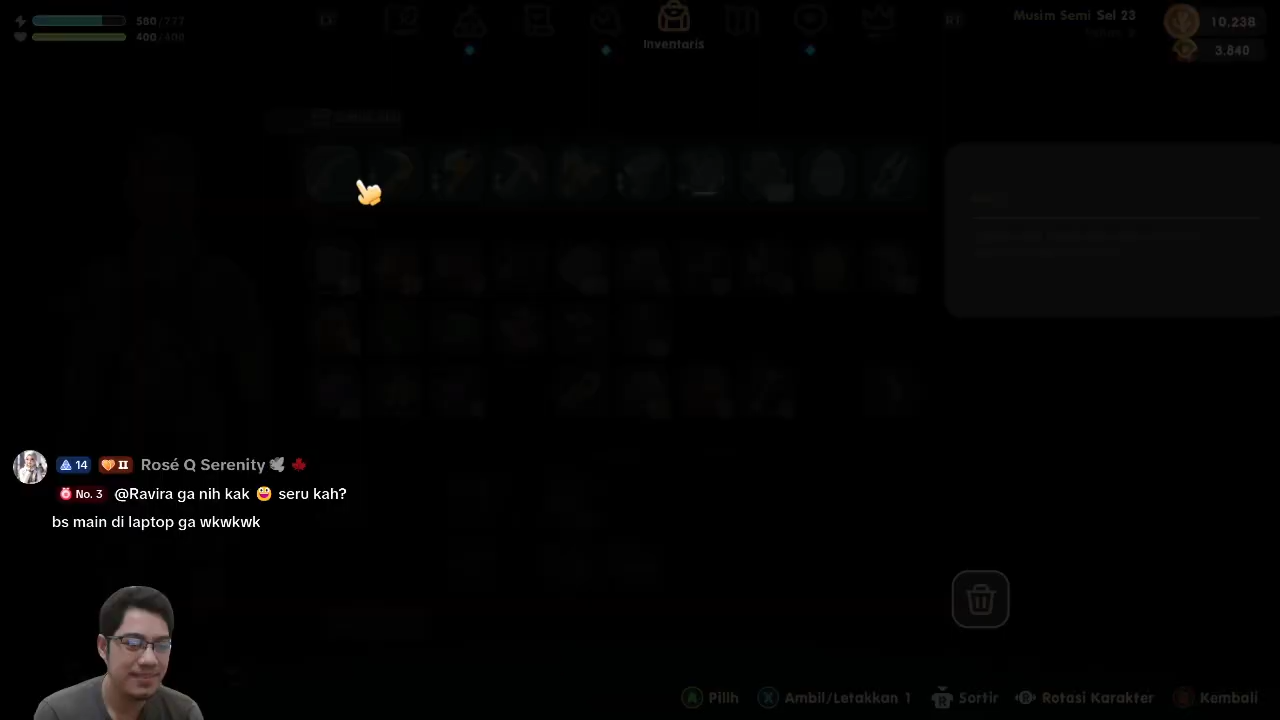 580/777
400/400
Inventaris
RT
Musim Semi Sel 23
10.238
3.840
14 II Rosé Q Serenity
No. 3 @Ravira ga nih kak 😀 seru kah?
bs main di laptop ga wkwkwk
A Pilih X Ambil/Letakkan 1 R Sortir R Rotasi Karakter B Kembali